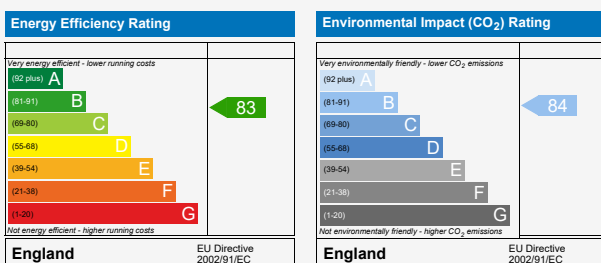 Energy Efficiency Rating
Very energy efficient - lower running costs
(92 plus) A
(81-91) B
(69-80) C
(55-68) D
(39-54) E
(21-38) F
(1-20) G
83
Not energy efficient - higher running costs
England
EU Directive
2002/91/EC
Environmental Impact (CO₂) Rating
Very environmentally friendly - lower CO₂ emissions
(92 plus) A
(81-91) B
(69-80) C
(55-68) D
(39-54) E
(21-38) F
(1-20) G
84
Not environmentally friendly - higher CO₂ emissions
England
EU Directive
2002/91/EC